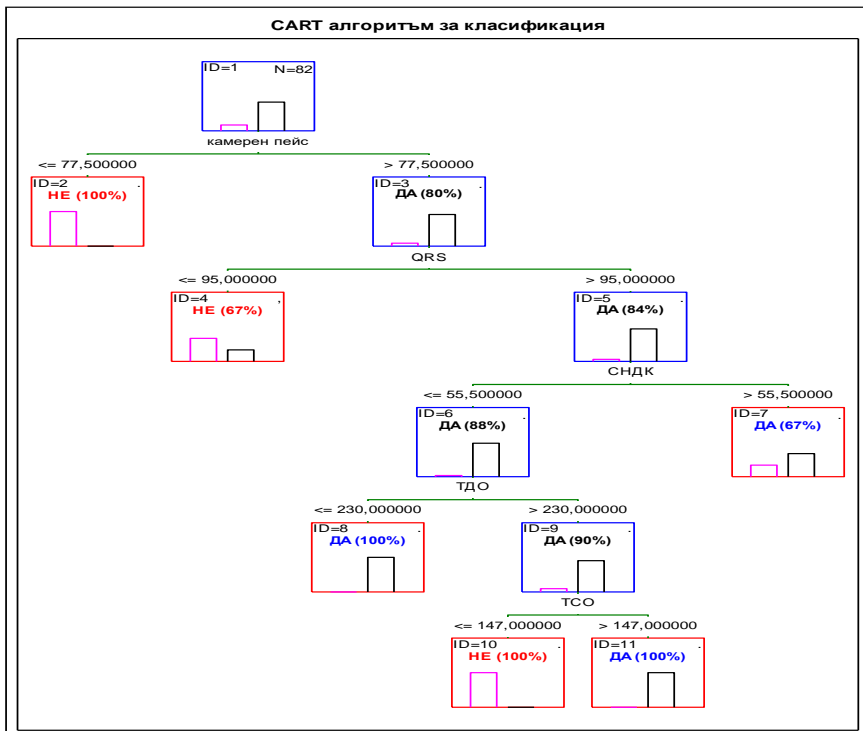 CART алгоритъм за класификация
ID=1 N=82
камерен пейс
<= 77,500000 > 77,500000
ID=2
НЕ (100%)
ID=3
ДА (80%)
QRS
<= 95,000000 > 95,000000
ID=4
НЕ (67%)
ID=5
ДА (84%)
СНДК
<= 55,500000 > 55,500000
ID=6
ДА (88%)
ID=7
ДА (67%)
ТДО
<= 230,000000 > 230,000000
ID=8
ДА (100%)
ID=9
ДА (90%)
ТСО
<= 147,000000 > 147,000000
ID=10
НЕ (100%)
ID=11
ДА (100%)